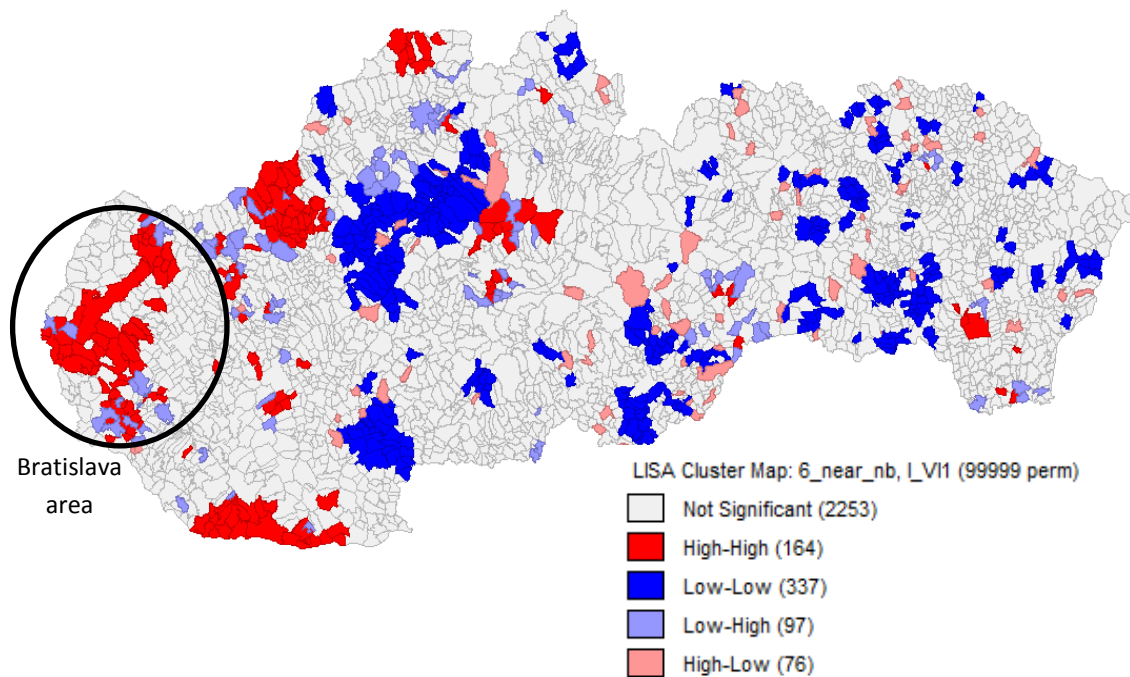 Bratislava
area
LISA Cluster Map: 6_near_nb, I_VI1 (99999 perm)
Not Significant (2253)
High-High (164)
Low-Low (337)
Low-High (97)
High-Low (76)